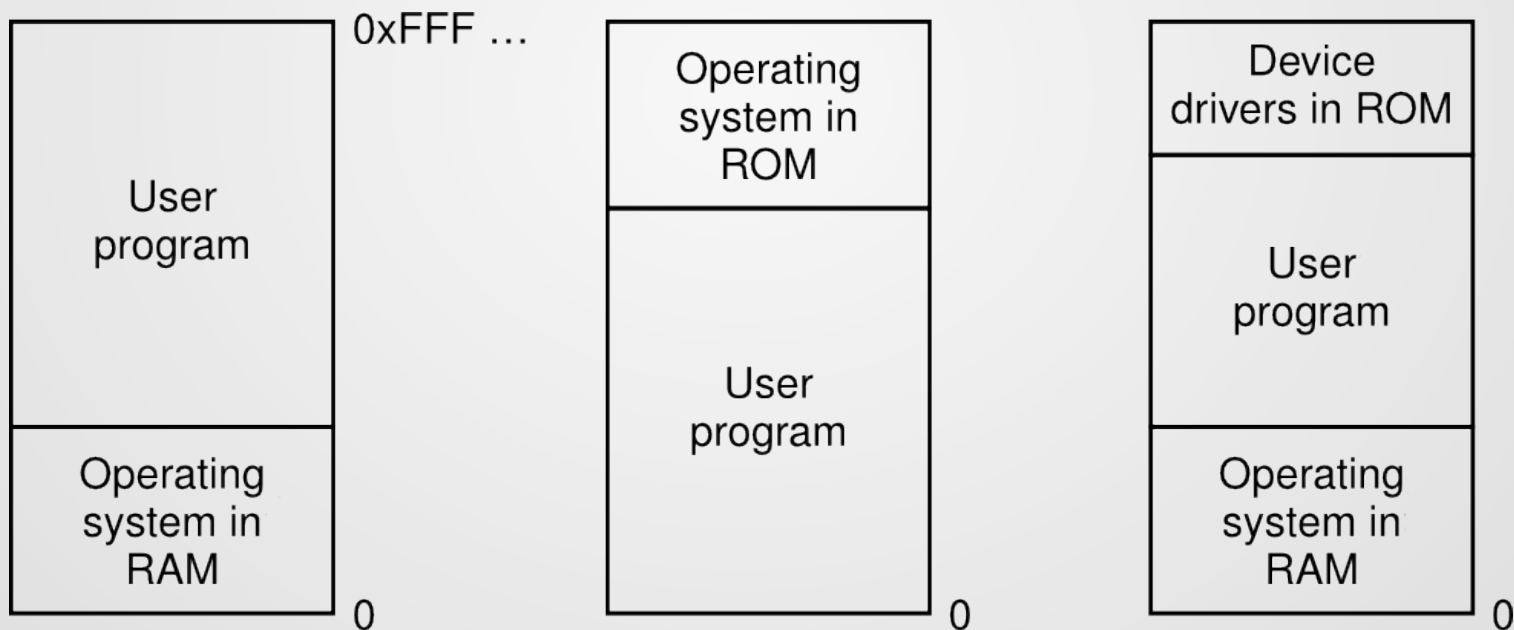 0xFFF ...
User
program
Operating
system in
RAM
0
Operating
system in
ROM
User
program
0
Device
drivers in ROM
User
program
Operating
system in
RAM
0